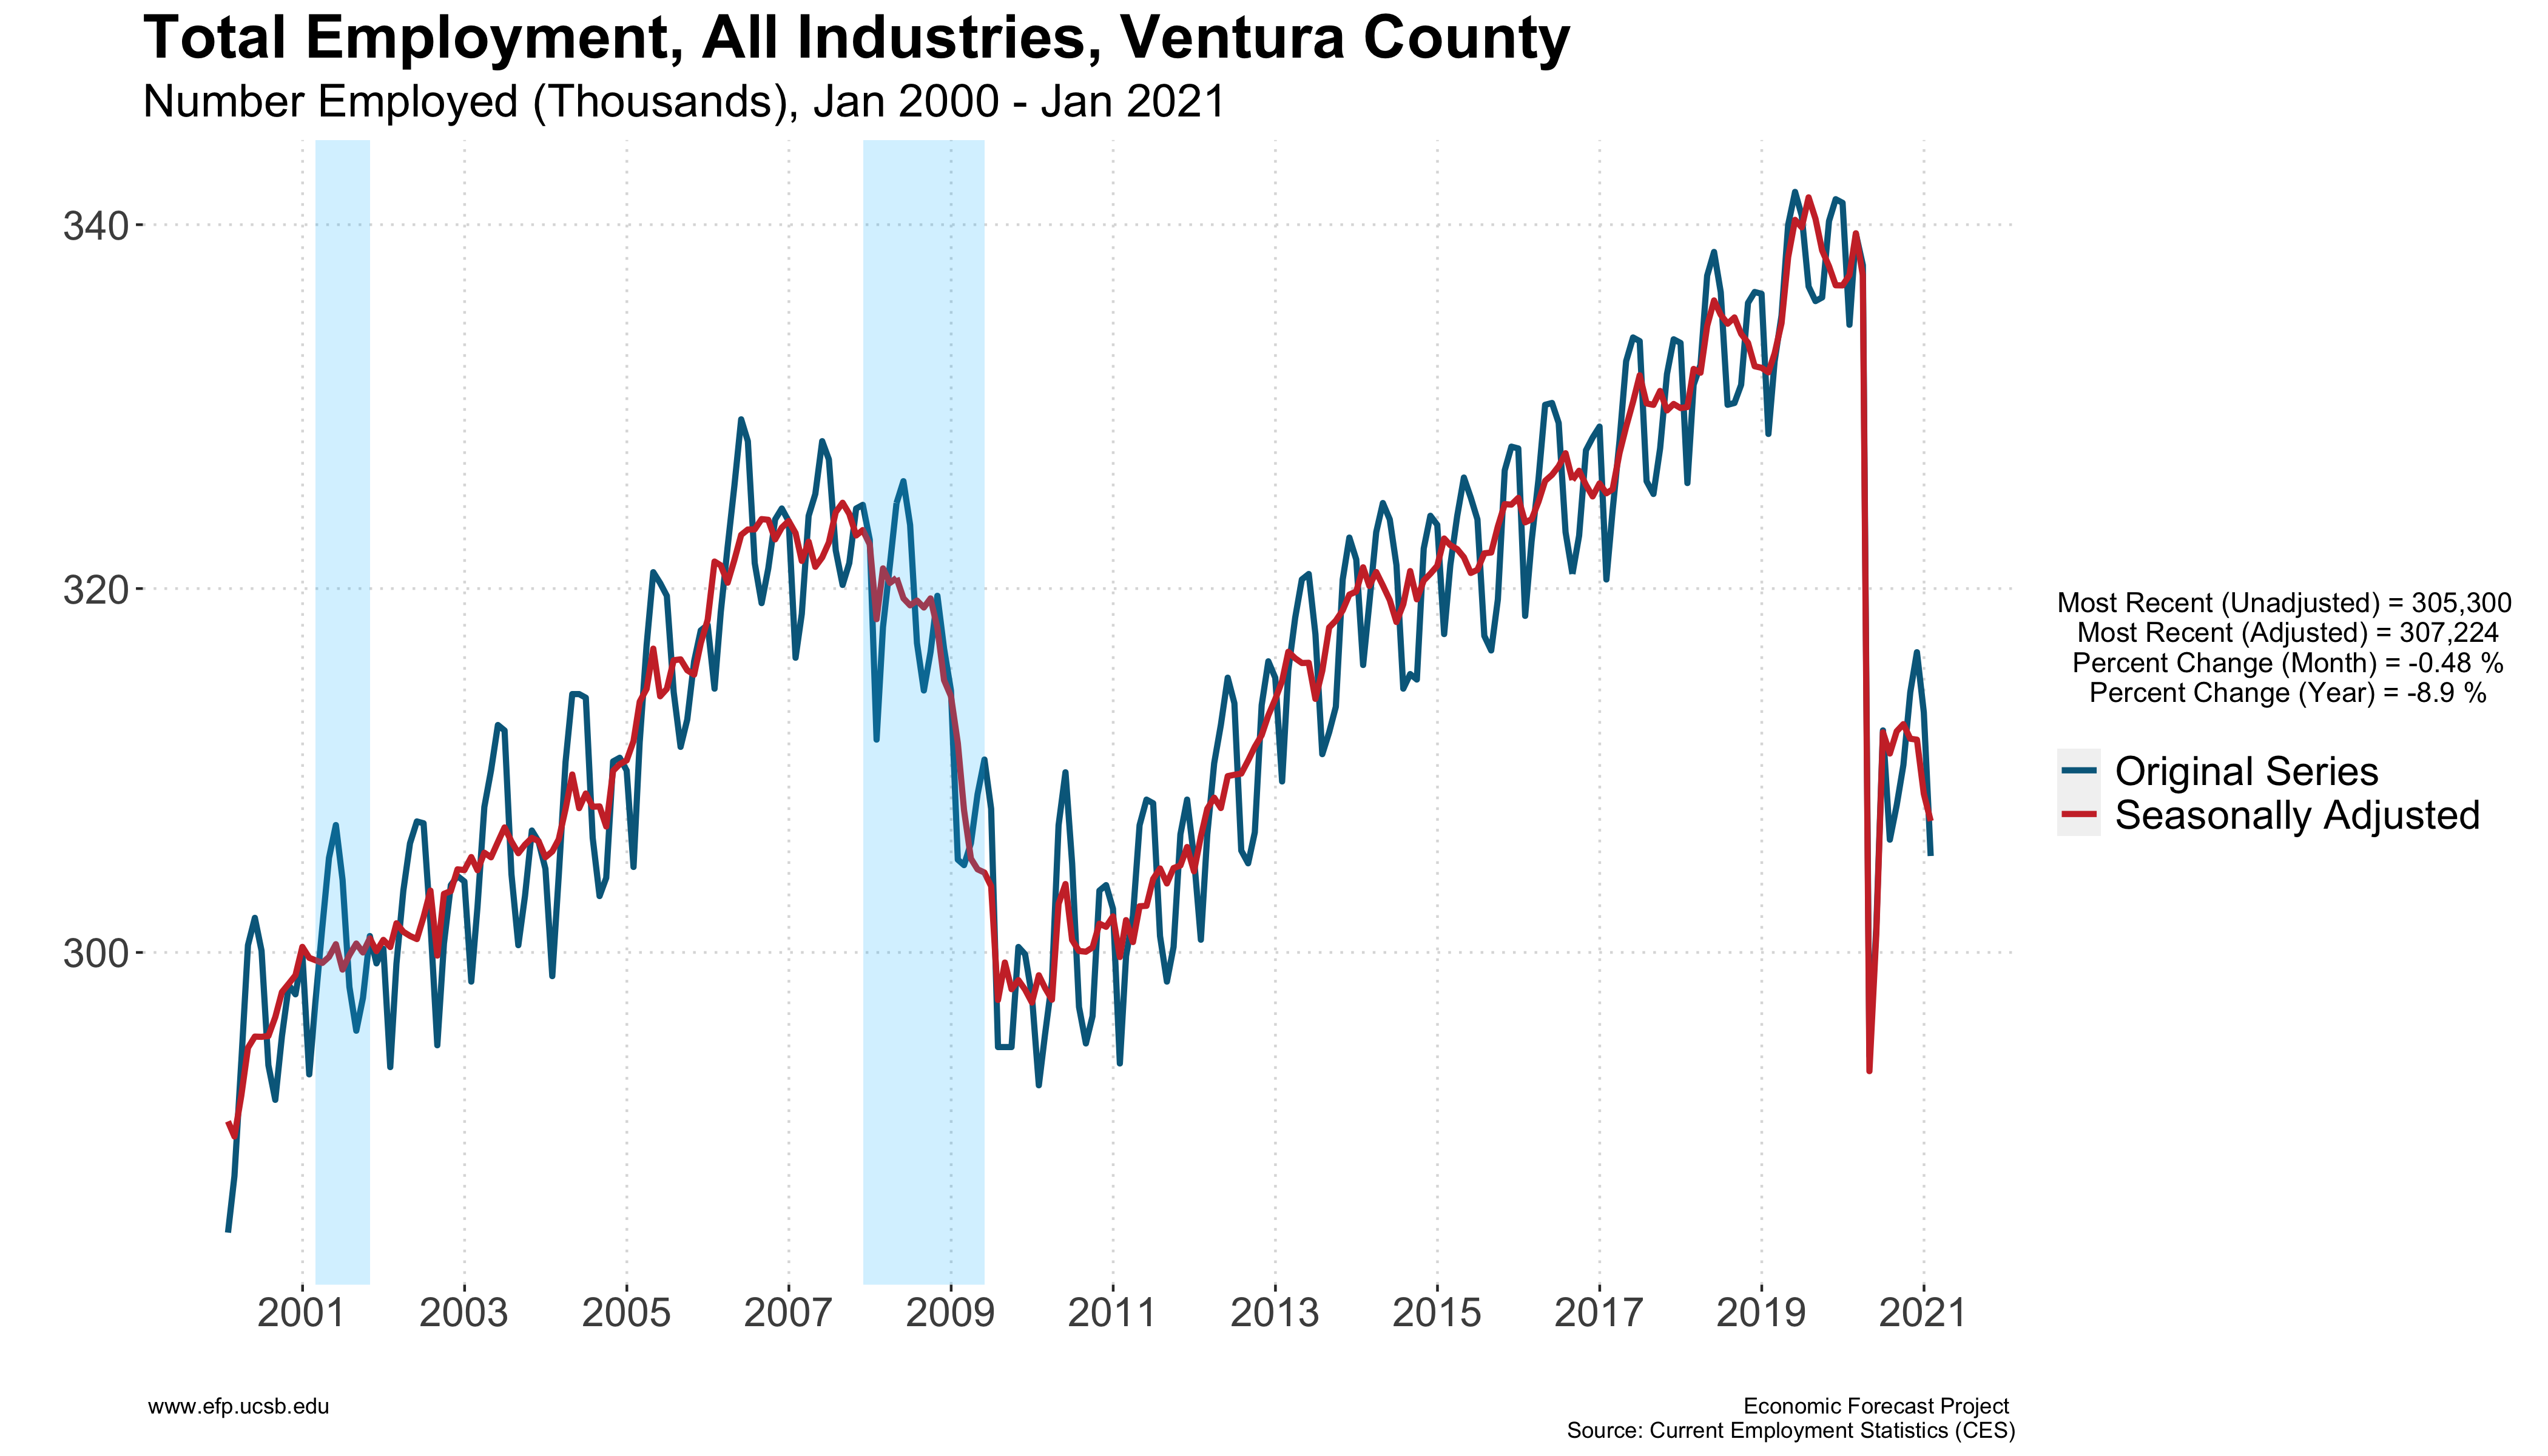 Total Employment, All Industries, Ventura County
Number Employed (Thousands), Jan 2000 - Jan 2021
340
320
300
Most Recent (Unadjusted) = 305,300
Most Recent (Adjusted) = 307,224
Percent Change (Month) = -0.48 %
Percent Change (Year) = -8.9 %
Original Series
Seasonally Adjusted
2001 2003 2005 2007 2009 2011 2013 2015 2017 2019 2021
www.efp.ucsb.edu
Economic Forecast Project
Source: Current Employment Statistics (CES)